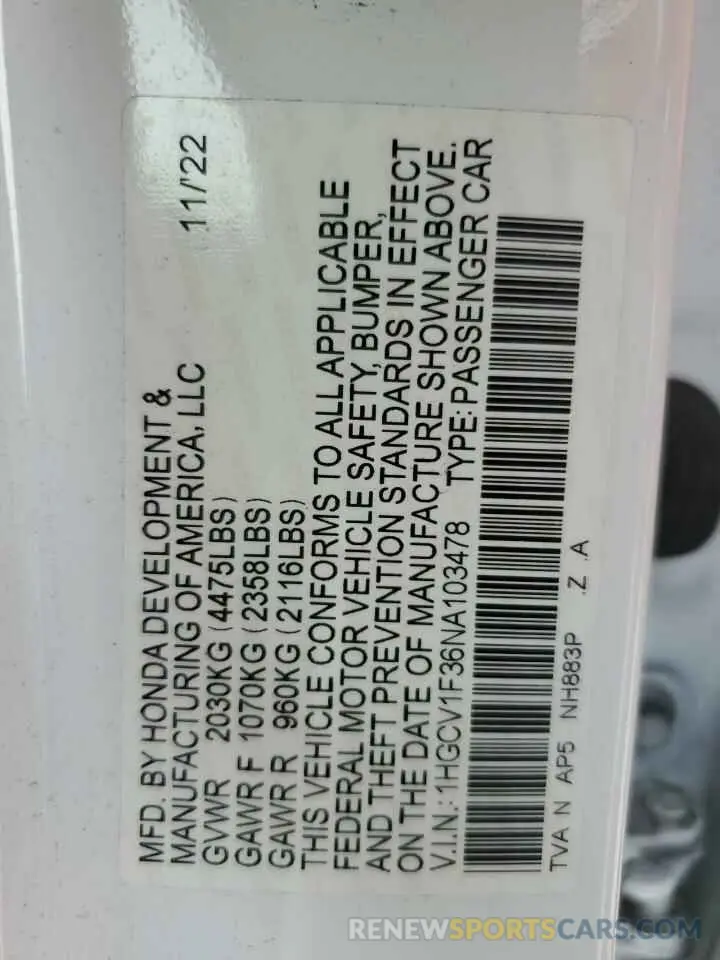 MFD. BY HONDA DEVELOPMENT &
MANUFACTURING OF AMERICA, LLC 11/'22
GVWR 2030KG (4475LBS)
GAWR F 1070KG (2358LBS)
GAWR R 960KG (2116LBS)
THIS VEHICLE CONFORMS TO ALL APPLICABLE
FEDERAL MOTOR VEHICLE SAFETY, BUMPER,
AND THEFT PREVENTION STANDARDS IN EFFECT
ON THE DATE OF MANUFACTURE SHOWN ABOVE.
V.I.N.: 1HGCV1F36NA103478 TYPE: PASSENGER CAR
TVA N AP5 NH883P .Z .A
RENEWSPORTSCARS.COM